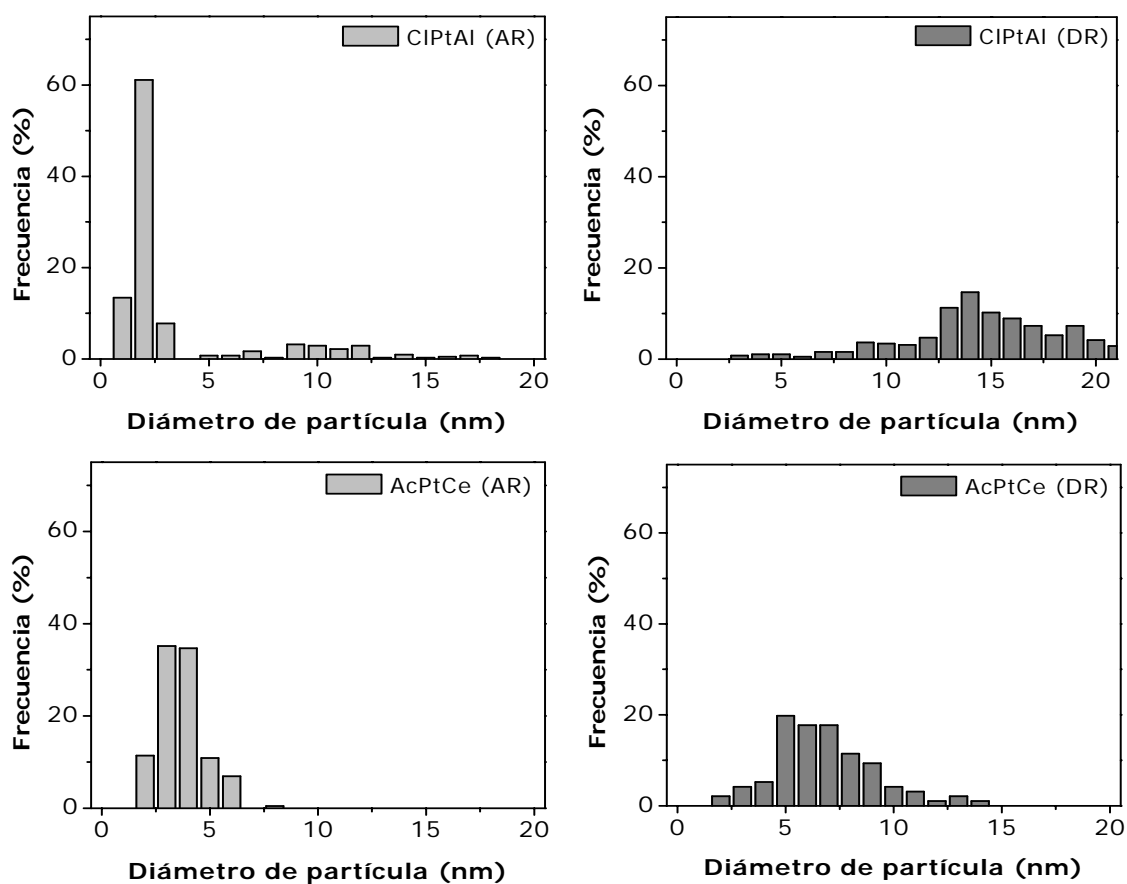 ClPtAl (AR)
Frecuencia (%)
60
40
20
0
0 5 10 15 20
Diámetro de partícula (nm)
ClPtAl (DR)
Frecuencia (%)
60
40
20
0
0 5 10 15 20
Diámetro de partícula (nm)
AcPtCe (AR)
Frecuencia (%)
60
40
20
0
0 5 10 15 20
Diámetro de partícula (nm)
AcPtCe (DR)
Frecuencia (%)
60
40
20
0
0 5 10 15 20
Diámetro de partícula (nm)